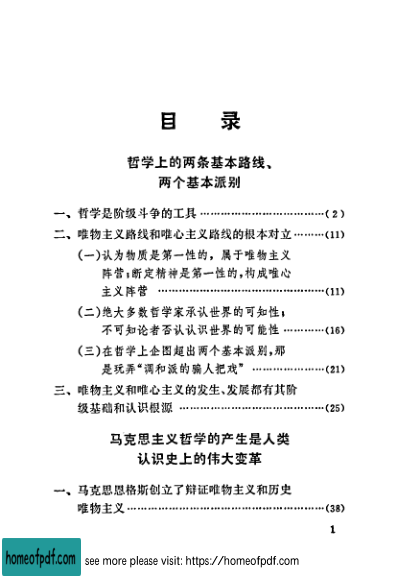 目 录
哲学上的两条基本路线、
两个基本派别
一、哲学是阶级斗争的工具 ……………………………(2)
二、唯物主义路线和唯心主义路线的根本对立………(11)
(一)认为物质是第一性的，属于唯物主义
阵营；断定精神是第一性的，构成唯心
主义阵营 ……………………………………(11)
(二)绝大多数哲学家承认世界的可知性；
不可知论者否认认识世界的可能性 …………(16)
(三)在哲学上企图超出两个基本派别，那
是玩弄“调和派的骗人把戏” ………………(21)
三、唯物主义和唯心主义的发生、发展都有其阶
级基础和认识根源 …………………………………(25)
马克思主义哲学的产生是人类
认识史上的伟大变革
一、马克思恩格斯创立了辩证唯物主义和历史
唯物主义 ……………………………………………(38)
1
homeofpdf.com
see more please visit: https://homeofpdf.com